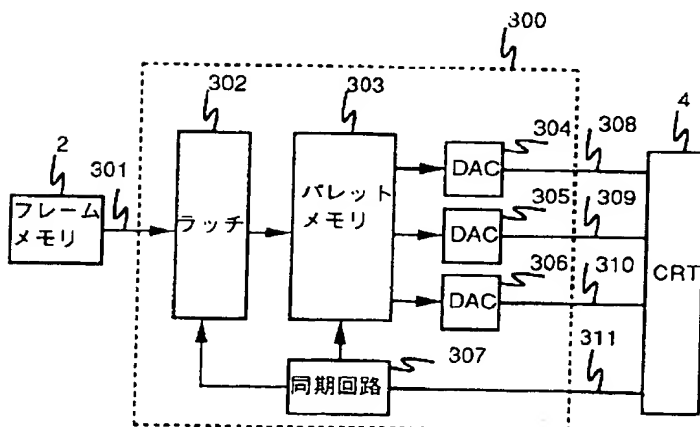 300
302
303
4
304
308
2
301
DAC
フレーム
メモリ
ラッチ
パレット
メモリ
305
309
DAC
CRT
306
310
DAC
311
307
同期回路